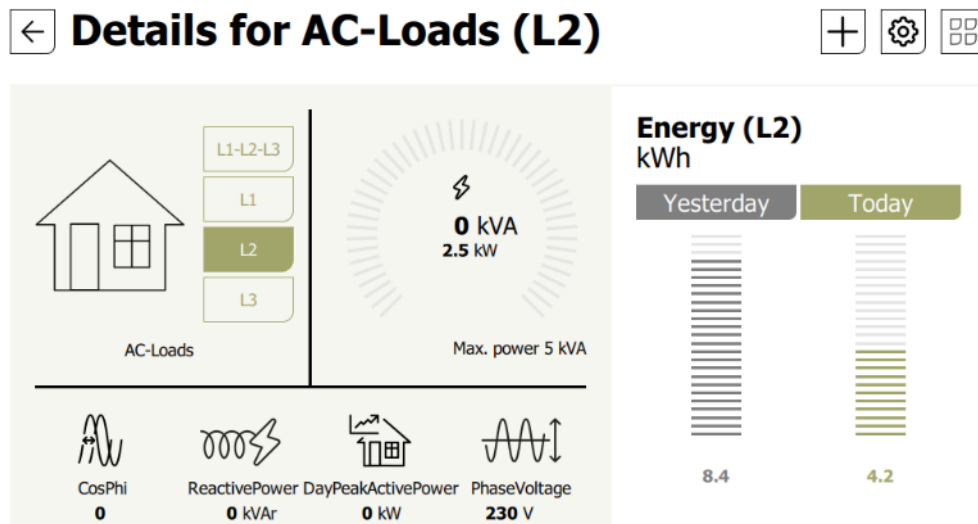 Details for AC-Loads (L2)
L1-L2-L3
L1
L2
L3
AC-Loads
0 kVA
2.5 kW
Max. power 5 kVA
CosPhi
0
ReactivePower
0 kVAr
DayPeakActivePower
0 kW
PhaseVoltage
230 V
Energy (L2)
kWh
Yesterday
Today
8.4
4.2